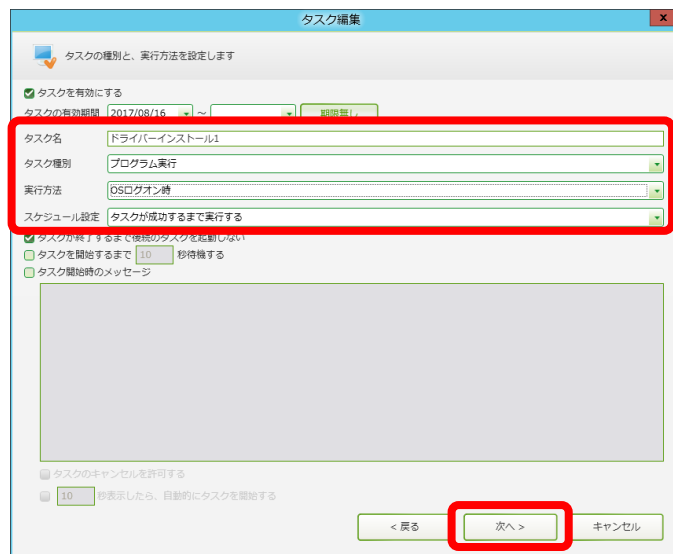 タスク編集
x
タスクの種別と、実行方法を設定します
タスクを有効にする
タスクの有効期間 2017/08/16 ~ 期限無し
タスク名 ドライバーインストール1
タスク種別 プログラム実行
実行方法 OSログオン時
スケジュール設定 タスクが成功するまで実行する
タスクが終了するまで後続のタスクを起動しない
タスクを開始するまで 10 秒待機する
タスク開始時のメッセージ
タスクのキャンセルを許可する
10 秒表示したら、自動的にタスクを開始する
< 戻る 次へ > キャンセル